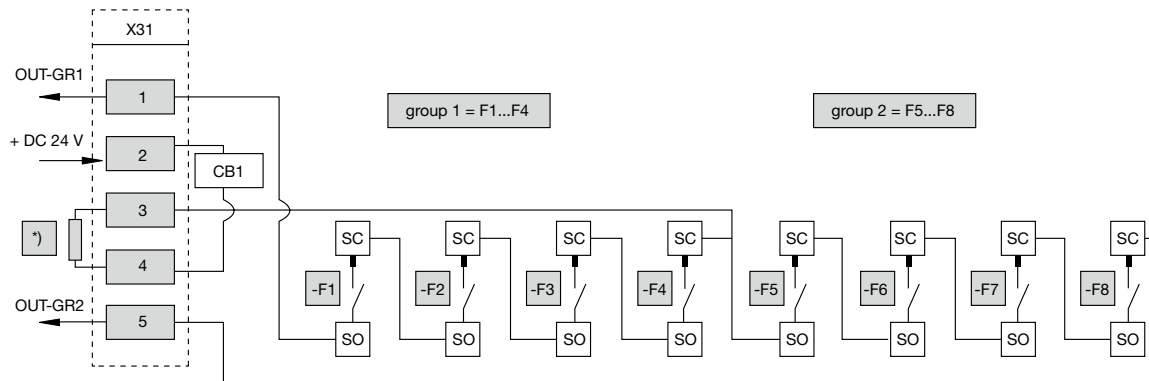 X31
OUT-GR1
1
group 1 = F1...F4
group 2 = F5...F8
+ DC 24 V
2
CB1
3
*)
4
SC SC SC SC SC SC SC SC
-F1 -F2 -F3 -F4 -F5 -F6 -F7 -F8
OUT-GR2
5
SO SO SO SO SO SO SO SO